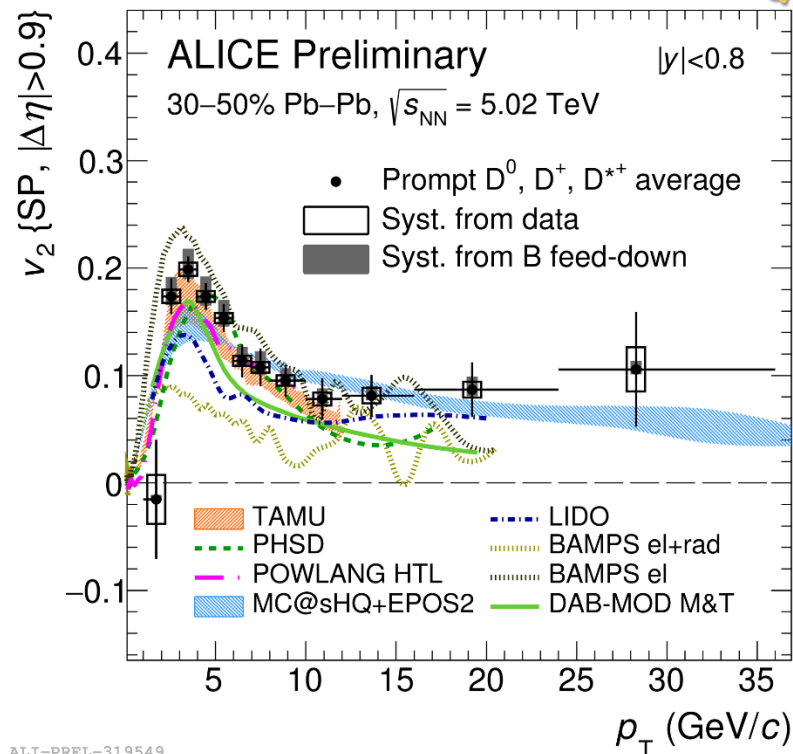 0.4
0.3
0.2
0.1
0
−0.1
v2 {SP, |Δη|>0.9}
ALICE Preliminary
|y|<0.8
30–50% Pb–Pb, √sNN = 5.02 TeV
Prompt D0, D+, D*+ average
Syst. from data
Syst. from B feed-down
TAMU
PHSD
POWLANG HTL
MC@sHQ+EPOS2
LIDO
BAMPS el+rad
BAMPS el
DAB-MOD M&T
5 10 15 20 25 30 35
pT (GeV/c)
ALI-PREL-319549